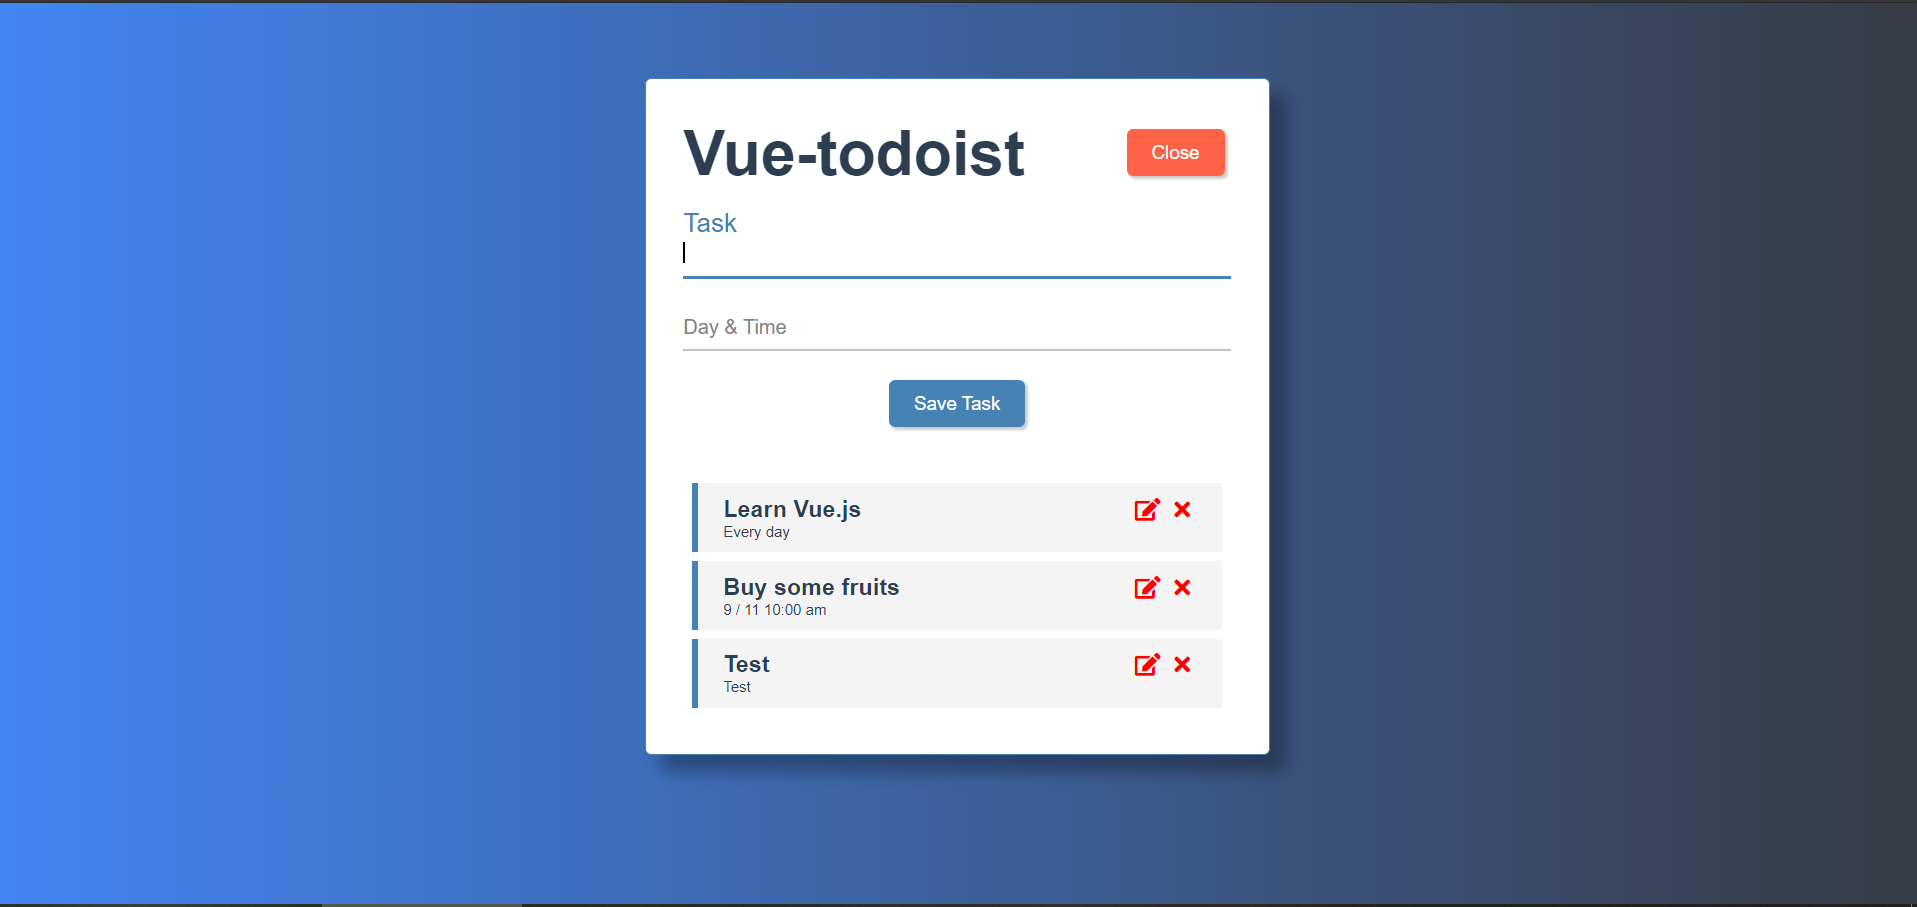 Vue-todoist
Close
Task
Day & Time
Save Task
Learn Vue.js
Every day
Buy some fruits
9 / 11 10:00 am
Test
Test